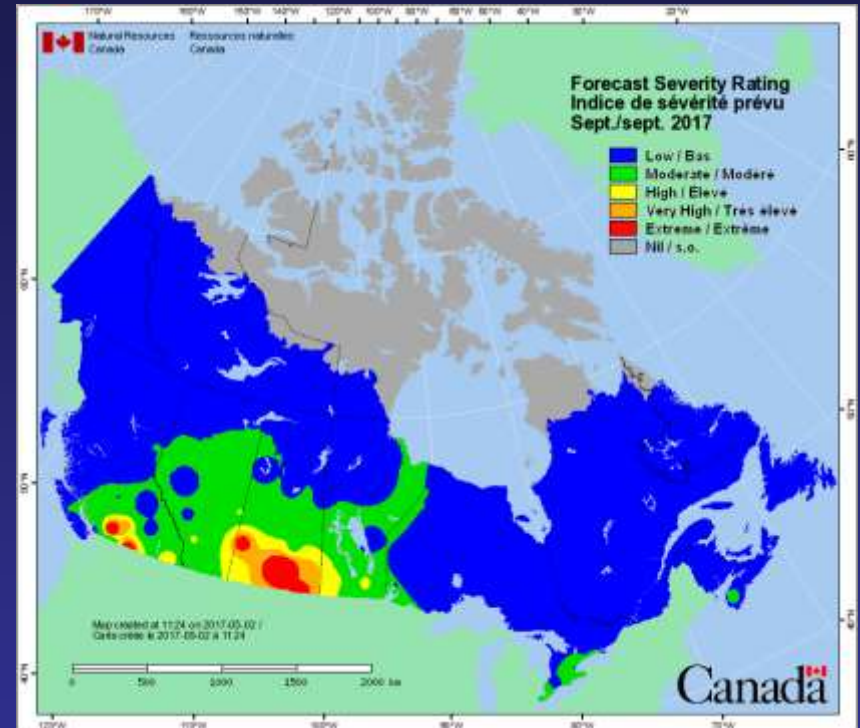 Natural Resources Ressources naturelles
Canada Canada
Forecast Severity Rating
Indice de sévérité prévu
Sept./sept. 2017
Low / Bas
Moderate / Modéré
High / Élevé
Very High / Très élevé
Extreme / Extrême
Nil / s.o.
Map created at 11:24 on 2017-05-02 /
Carte créée le 2017-05-02 à 11:24
0 500 1000 1500 2000 km
Canada